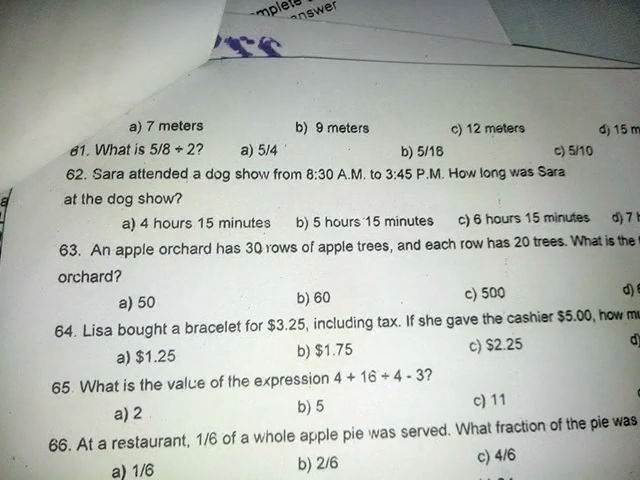 answer
a) 7 meters b) 9 meters c) 12 meters d) 15 m
61. What is 5/8 ÷ 2? a) 5/4 b) 5/16 c) 5/10
62. Sara attended a dog show from 8:30 A.M. to 3:45 P.M. How long was Sara
at the dog show?
a) 4 hours 15 minutes b) 5 hours 15 minutes c) 6 hours 15 minutes d) 7
63. An apple orchard has 30 rows of apple trees, and each row has 20 trees. What is the
orchard?
a) 50 b) 60 c) 500 d)
64. Lisa bought a bracelet for $3.25, including tax. If she gave the cashier $5.00, how
a) $1.25 b) $1.75 c) $2.25 d)
65. What is the value of the expression 4 + 16 ÷ 4 - 3?
a) 2 b) 5 c) 11
66. At a restaurant, 1/6 of a whole apple pie was served. What fraction of the pie was
a) 1/6 b) 2/6 c) 4/6